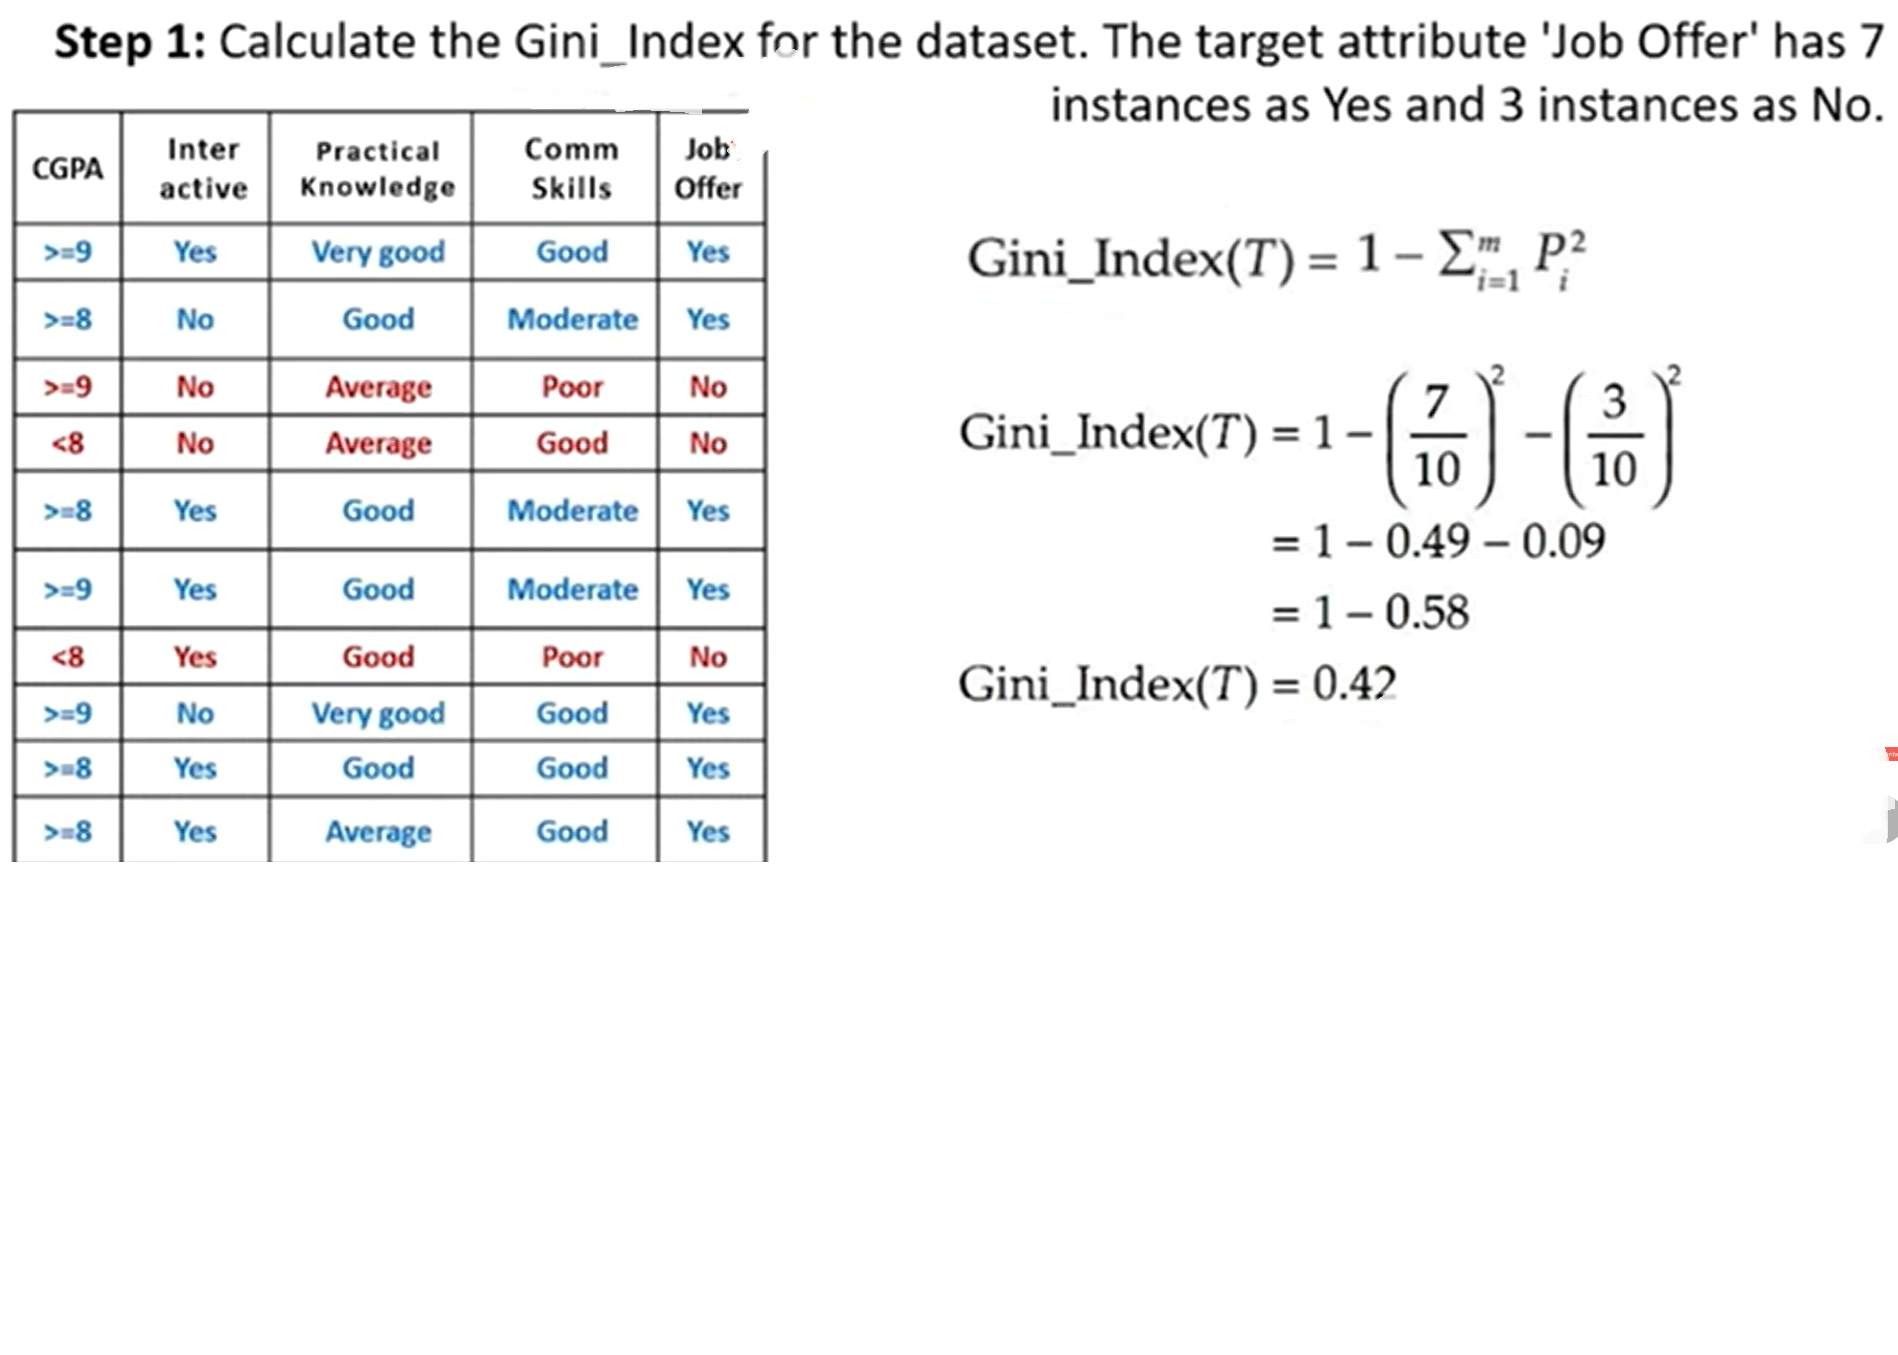 Step 1: Calculate the Gini_Index for the dataset. The target attribute 'Job Offer' has 7
instances as Yes and 3 instances as No.
CGPA | Inter active | Practical Knowledge | Comm Skills | Job Offer
>=9 | Yes | Very good | Good | Yes
>=8 | No | Good | Moderate | Yes
>=9 | No | Average | Poor | No
<8 | No | Average | Good | No
>=8 | Yes | Good | Moderate | Yes
>=9 | Yes | Good | Moderate | Yes
<8 | Yes | Good | Poor | No
>=9 | No | Very good | Good | Yes
>=8 | Yes | Good | Good | Yes
>=8 | Yes | Average | Good | Yes
Gini_Index(T) = 1 – Σ_{i=1}^{m} P_i^2
Gini_Index(T) = 1 – (7/10)^2 – (3/10)^2
= 1 – 0.49 – 0.09
= 1 – 0.58
Gini_Index(T) = 0.42